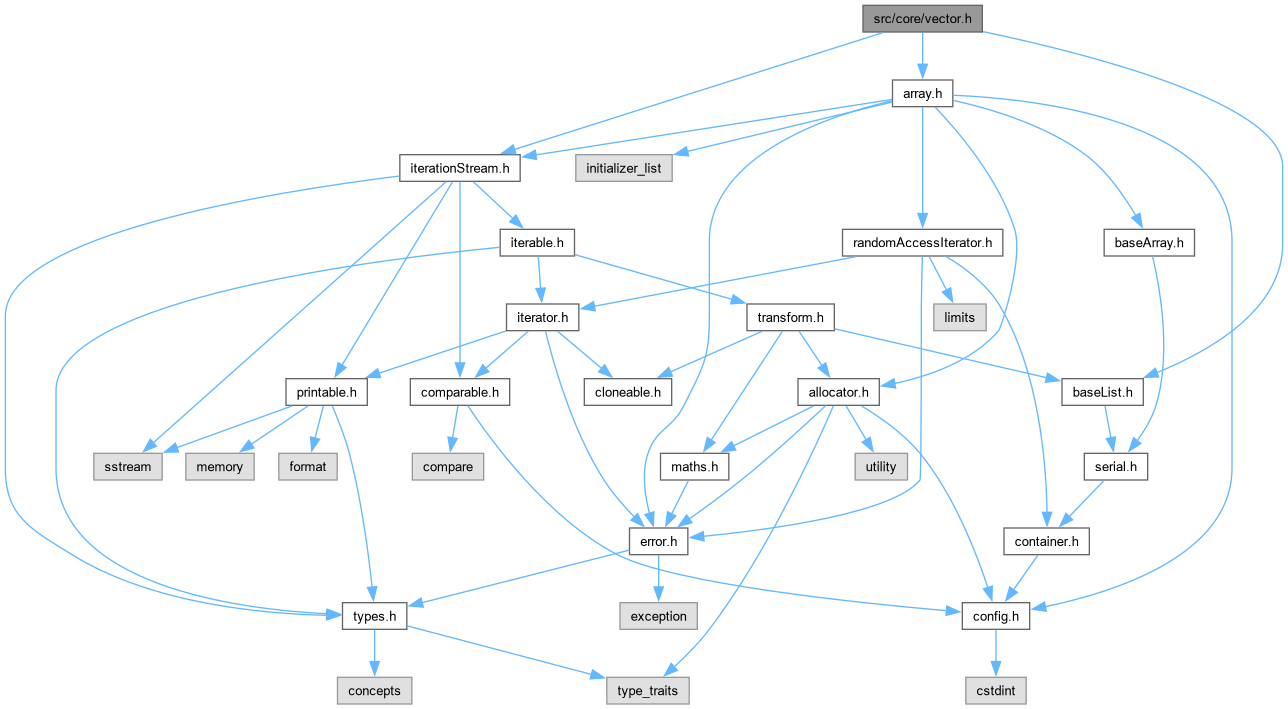 src/core/vector.h
array.h
iterationStream.h
initializer_list
iterable.h
randomAccessIterator.h
baseArray.h
iterator.h
transform.h
limits
printable.h
comparable.h
cloneable.h
allocator.h
baseList.h
sstream
memory
format
compare
maths.h
utility
serial.h
error.h
container.h
types.h
exception
config.h
concepts
type_traits
cstdint